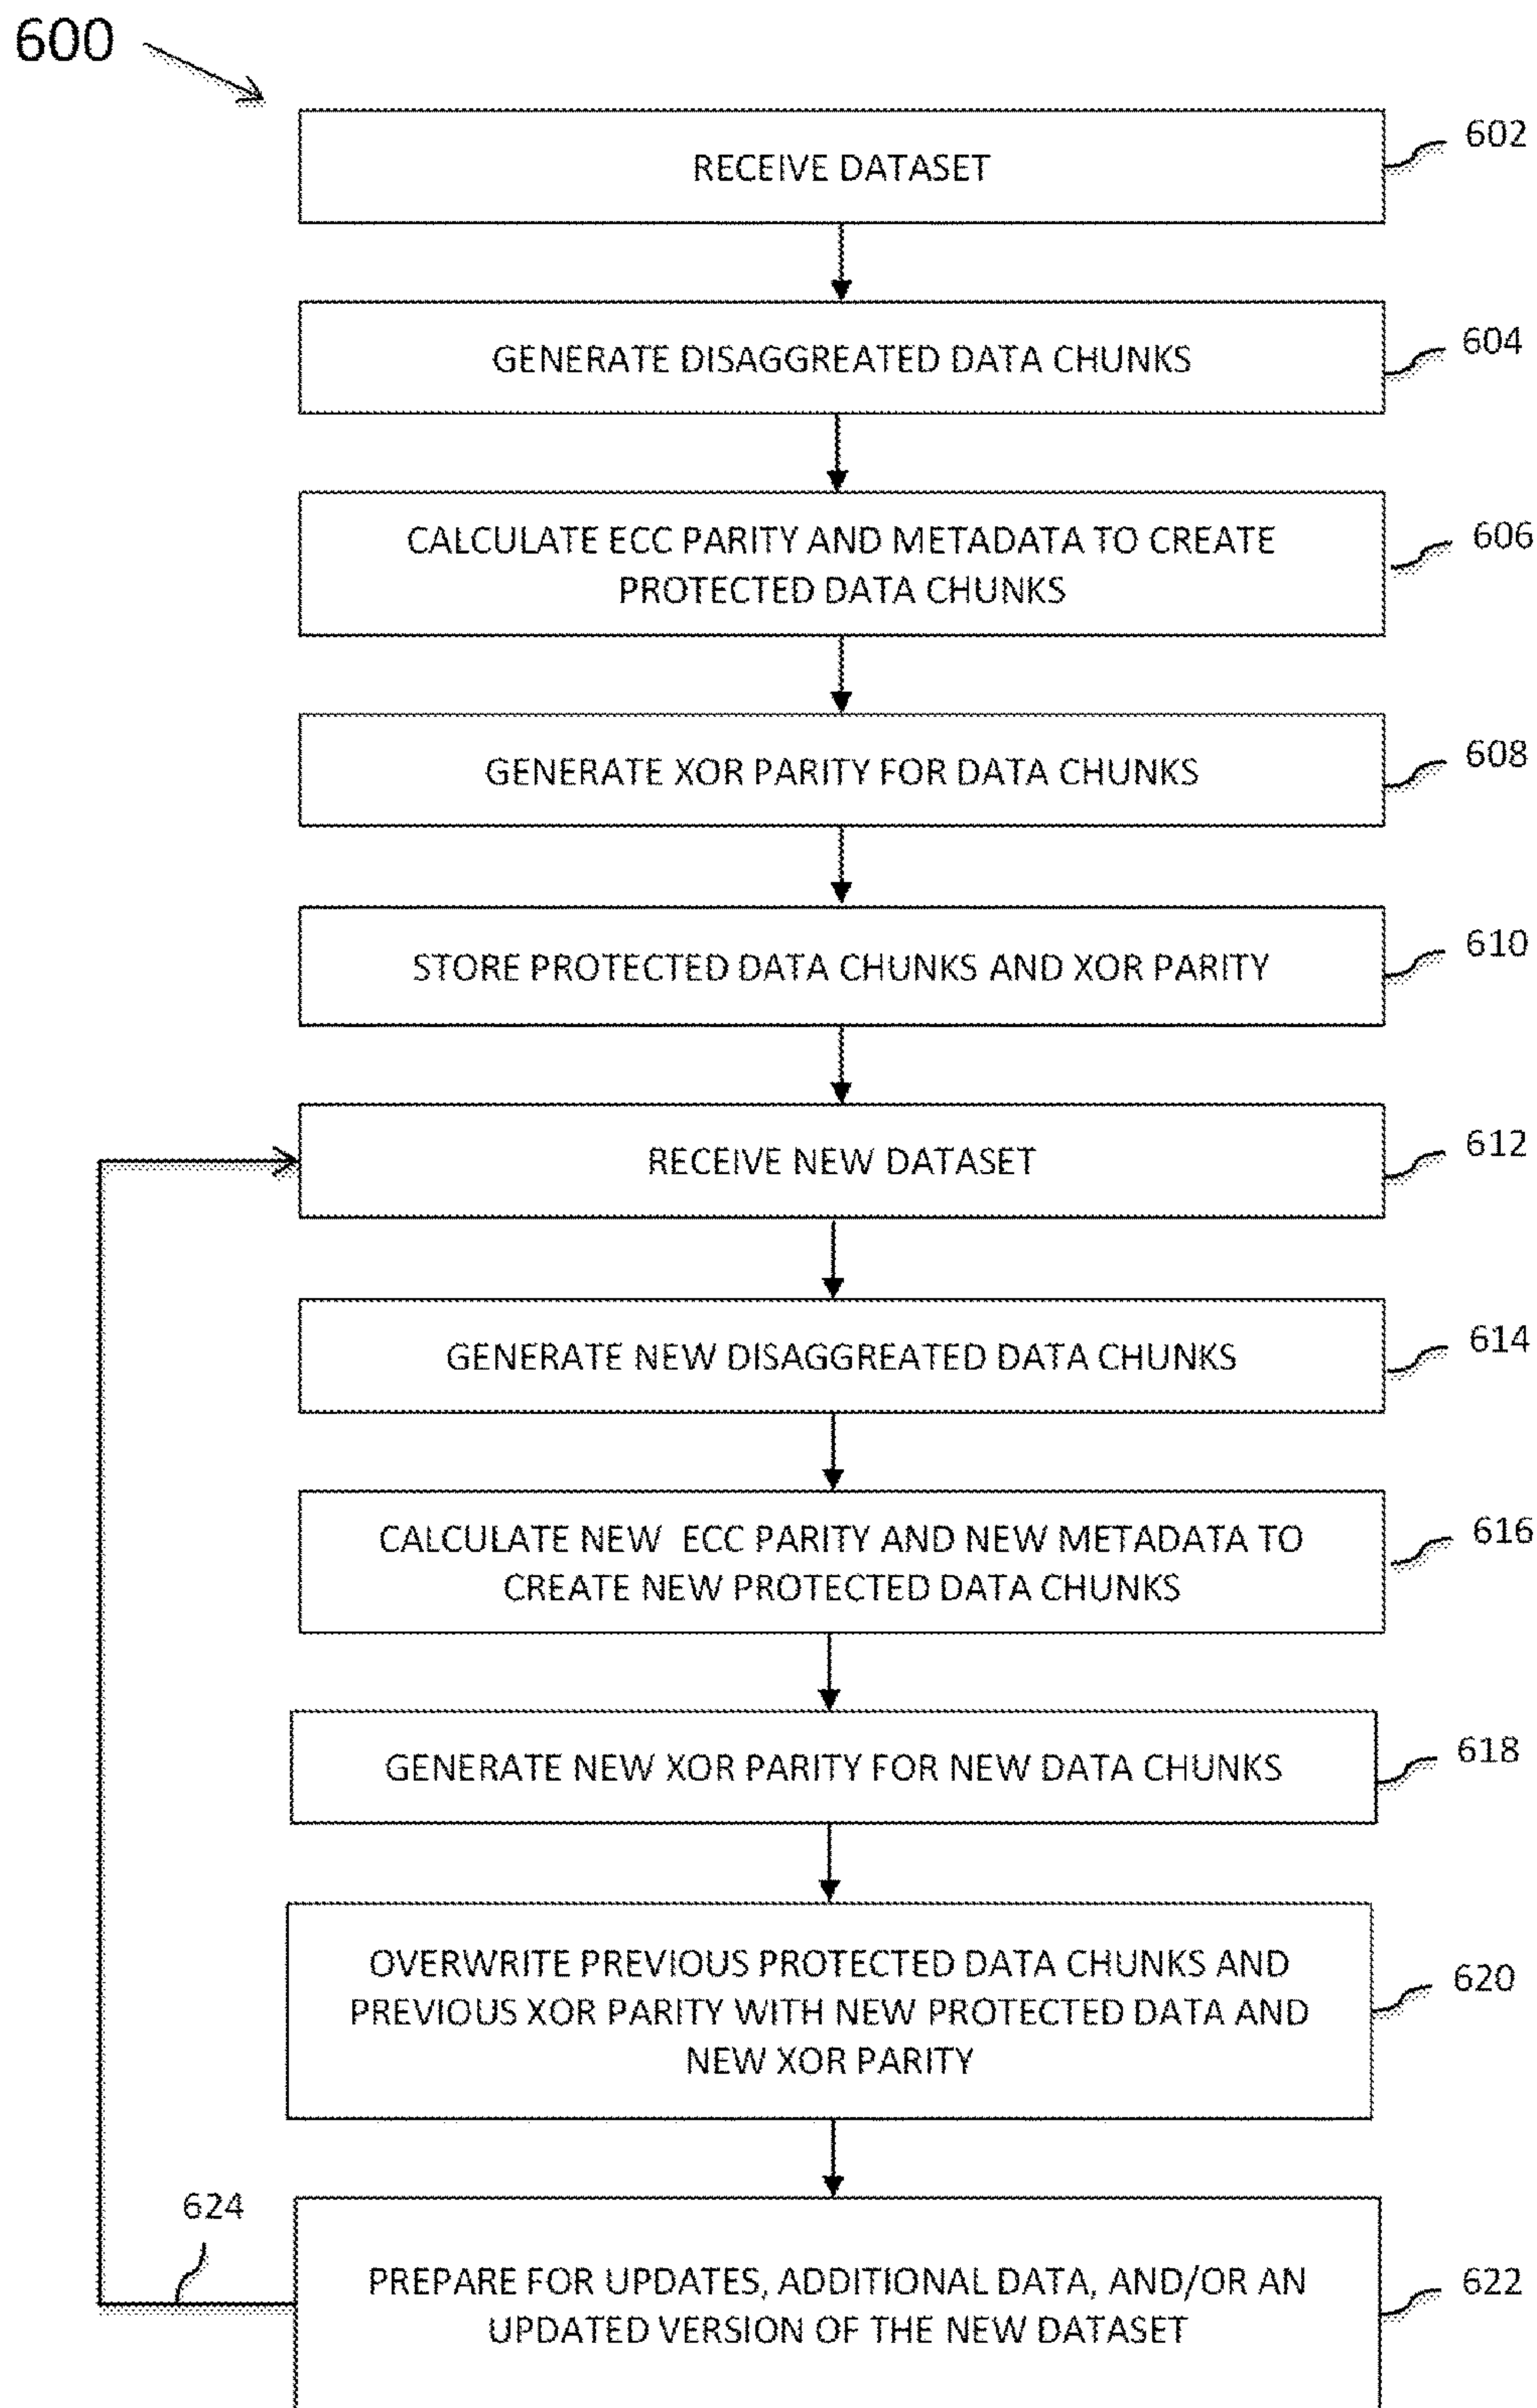 600
RECEIVE DATASET
602
GENERATE DISAGGREATED DATA CHUNKS
604
CALCULATE ECC PARITY AND METADATA TO CREATE
PROTECTED DATA CHUNKS
606
GENERATE XOR PARITY FOR DATA CHUNKS
608
STORE PROTECTED DATA CHUNKS AND XOR PARITY
610
RECEIVE NEW DATASET
612
GENERATE NEW DISAGGREATED DATA CHUNKS
614
CALCULATE NEW ECC PARITY AND NEW METADATA TO
CREATE NEW PROTECTED DATA CHUNKS
616
GENERATE NEW XOR PARITY FOR NEW DATA CHUNKS
618
OVERWRITE PREVIOUS PROTECTED DATA CHUNKS AND
PREVIOUS XOR PARITY WITH NEW PROTECTED DATA AND
NEW XOR PARITY
620
624
PREPARE FOR UPDATES, ADDITIONAL DATA, AND/OR AN
UPDATED VERSION OF THE NEW DATASET
622